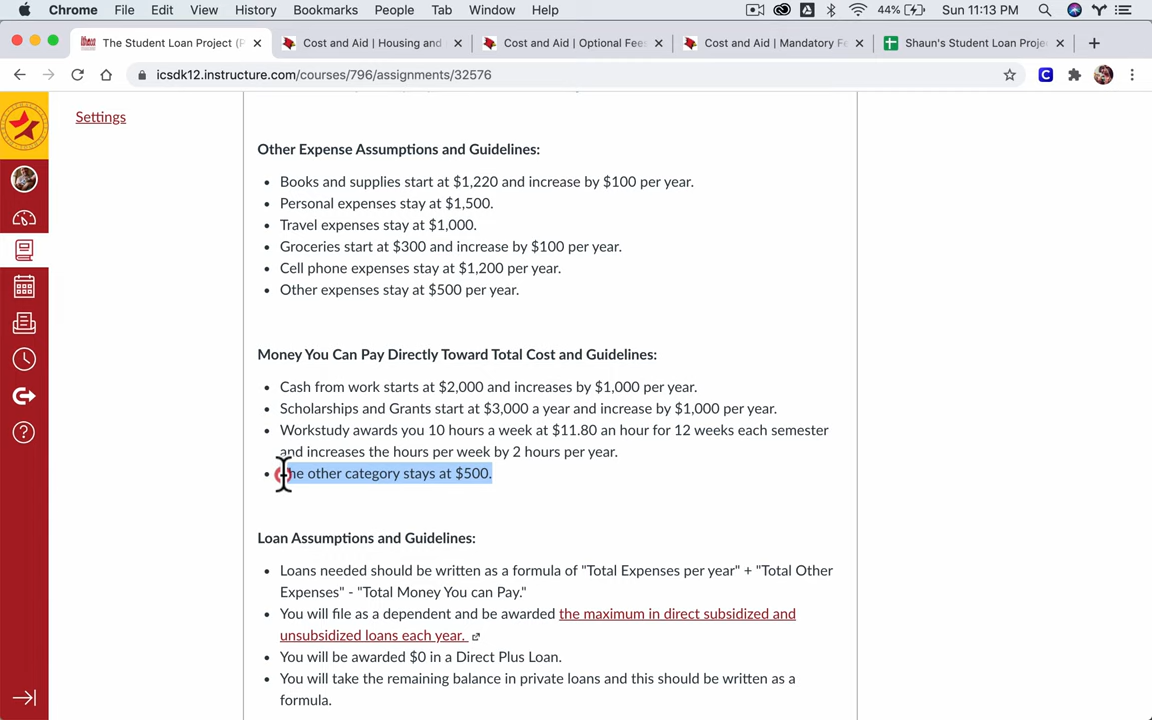 Chrome File Edit View History Bookmarks People Tab Window Help 44% Sun 11:13 PM
The Student Loan Project (P
Cost and Aid | Housing and
Cost and Aid | Optional Fees
Cost and Aid | Mandatory Fe
Shaun's Student Loan Proje
icsdk12.instructure.com/courses/796/assignments/32576
Settings
Other Expense Assumptions and Guidelines:
• Books and supplies start at $1,220 and increase by $100 per year.
• Personal expenses stay at $1,500.
• Travel expenses stay at $1,000.
• Groceries start at $300 and increase by $100 per year.
• Cell phone expenses stay at $1,200 per year.
• Other expenses stay at $500 per year.
Money You Can Pay Directly Toward Total Cost and Guidelines:
• Cash from work starts at $2,000 and increases by $1,000 per year.
• Scholarships and Grants start at $3,000 a year and increase by $1,000 per year.
• Workstudy awards you 10 hours a week at $11.80 an hour for 12 weeks each semester
and increases the hours per week by 2 hours per year.
• The other category stays at $500.
Loan Assumptions and Guidelines:
• Loans needed should be written as a formula of "Total Expenses per year" + "Total Other
Expenses" - "Total Money You can Pay."
• You will file as a dependent and be awarded the maximum in direct subsidized and
unsubsidized loans each year.
• You will be awarded $0 in a Direct Plus Loan.
• You will take the remaining balance in private loans and this should be written as a
formula.